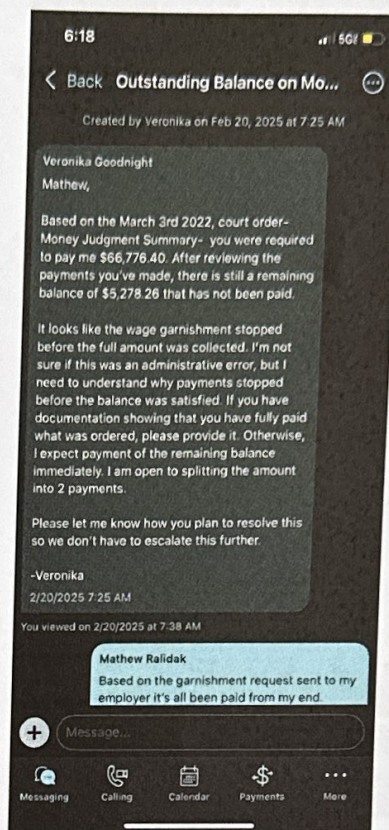 6:18
5G
Back Outstanding Balance on Mo...
Created by Veronika on Feb 20, 2025 at 7:25 AM
Veronika Goodnight
Mathew,
Based on the March 3rd 2022, court order-
Money Judgment Summary- you were required
to pay me $66,776.40. After reviewing the
payments you've made, there is still a remaining
balance of $5,278.26 that has not been paid.
It looks like the wage garnishment stopped
before the full amount was collected. I'm not
sure if this was an administrative error, but I
need to understand why payments stopped
before the balance was satisfied. If you have
documentation showing that you have fully paid
what was ordered, please provide it. Otherwise,
I expect payment of the remaining balance
immediately. I am open to splitting the amount
into 2 payments.
Please let me know how you plan to resolve this
so we don't have to escalate this further.
-Veronika
2/20/2025 7:25 AM
You viewed on 2/20/2025 at 7:38 AM
Mathew Ralidak
Based on the garnishment request sent to my
employer it's all been paid from my end.
Message...
Messaging Calling Calendar Payments More